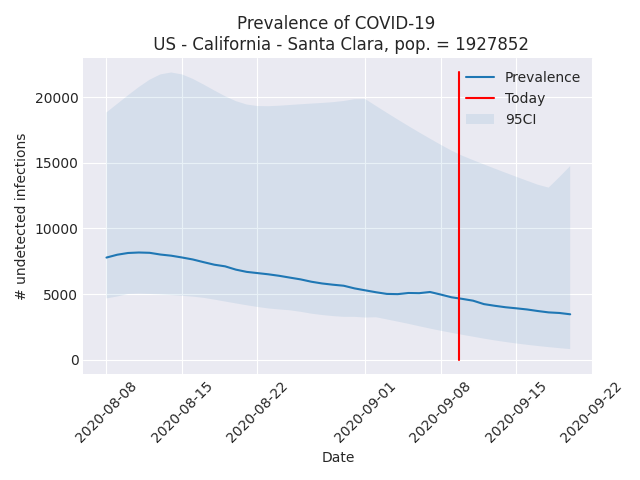 Prevalence of COVID-19
US - California - Santa Clara, pop. = 1927852
Prevalence
Today
95CI
# undetected infections
20000
15000
10000
5000
0
2020-08-08
2020-08-15
2020-08-22
2020-09-01
2020-09-08
2020-09-15
2020-09-22
Date